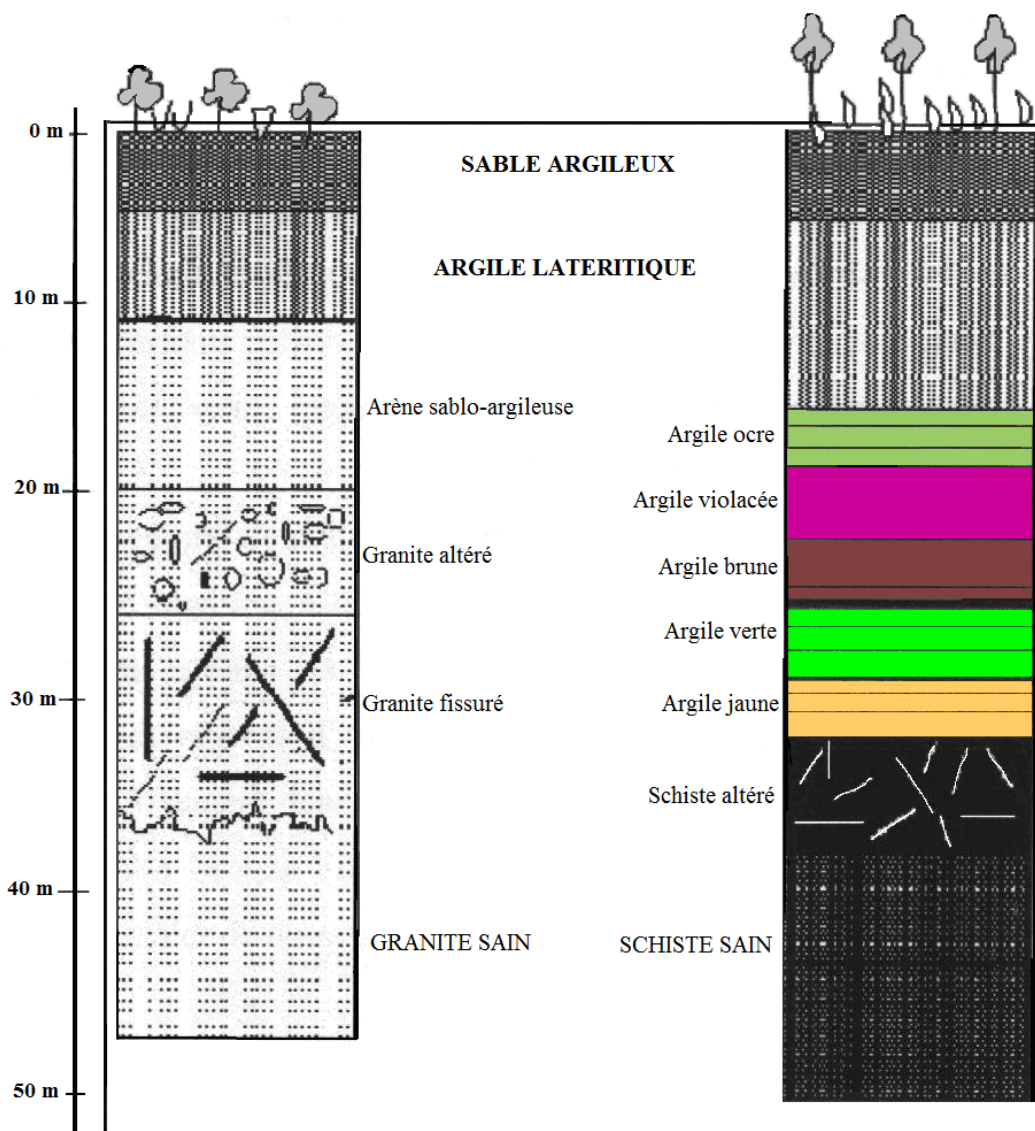 0 m
SABLE ARGILEUX
ARGILE LATERITIQUE
10 m
Arène sablo-argileuse
Argile ocre
20 m
Argile violacée
Granite altéré
Argile brune
Argile verte
30 m
Granite fissuré
Argile jaune
Schiste altéré
40 m
GRANITE SAIN
SCHISTE SAIN
50 m